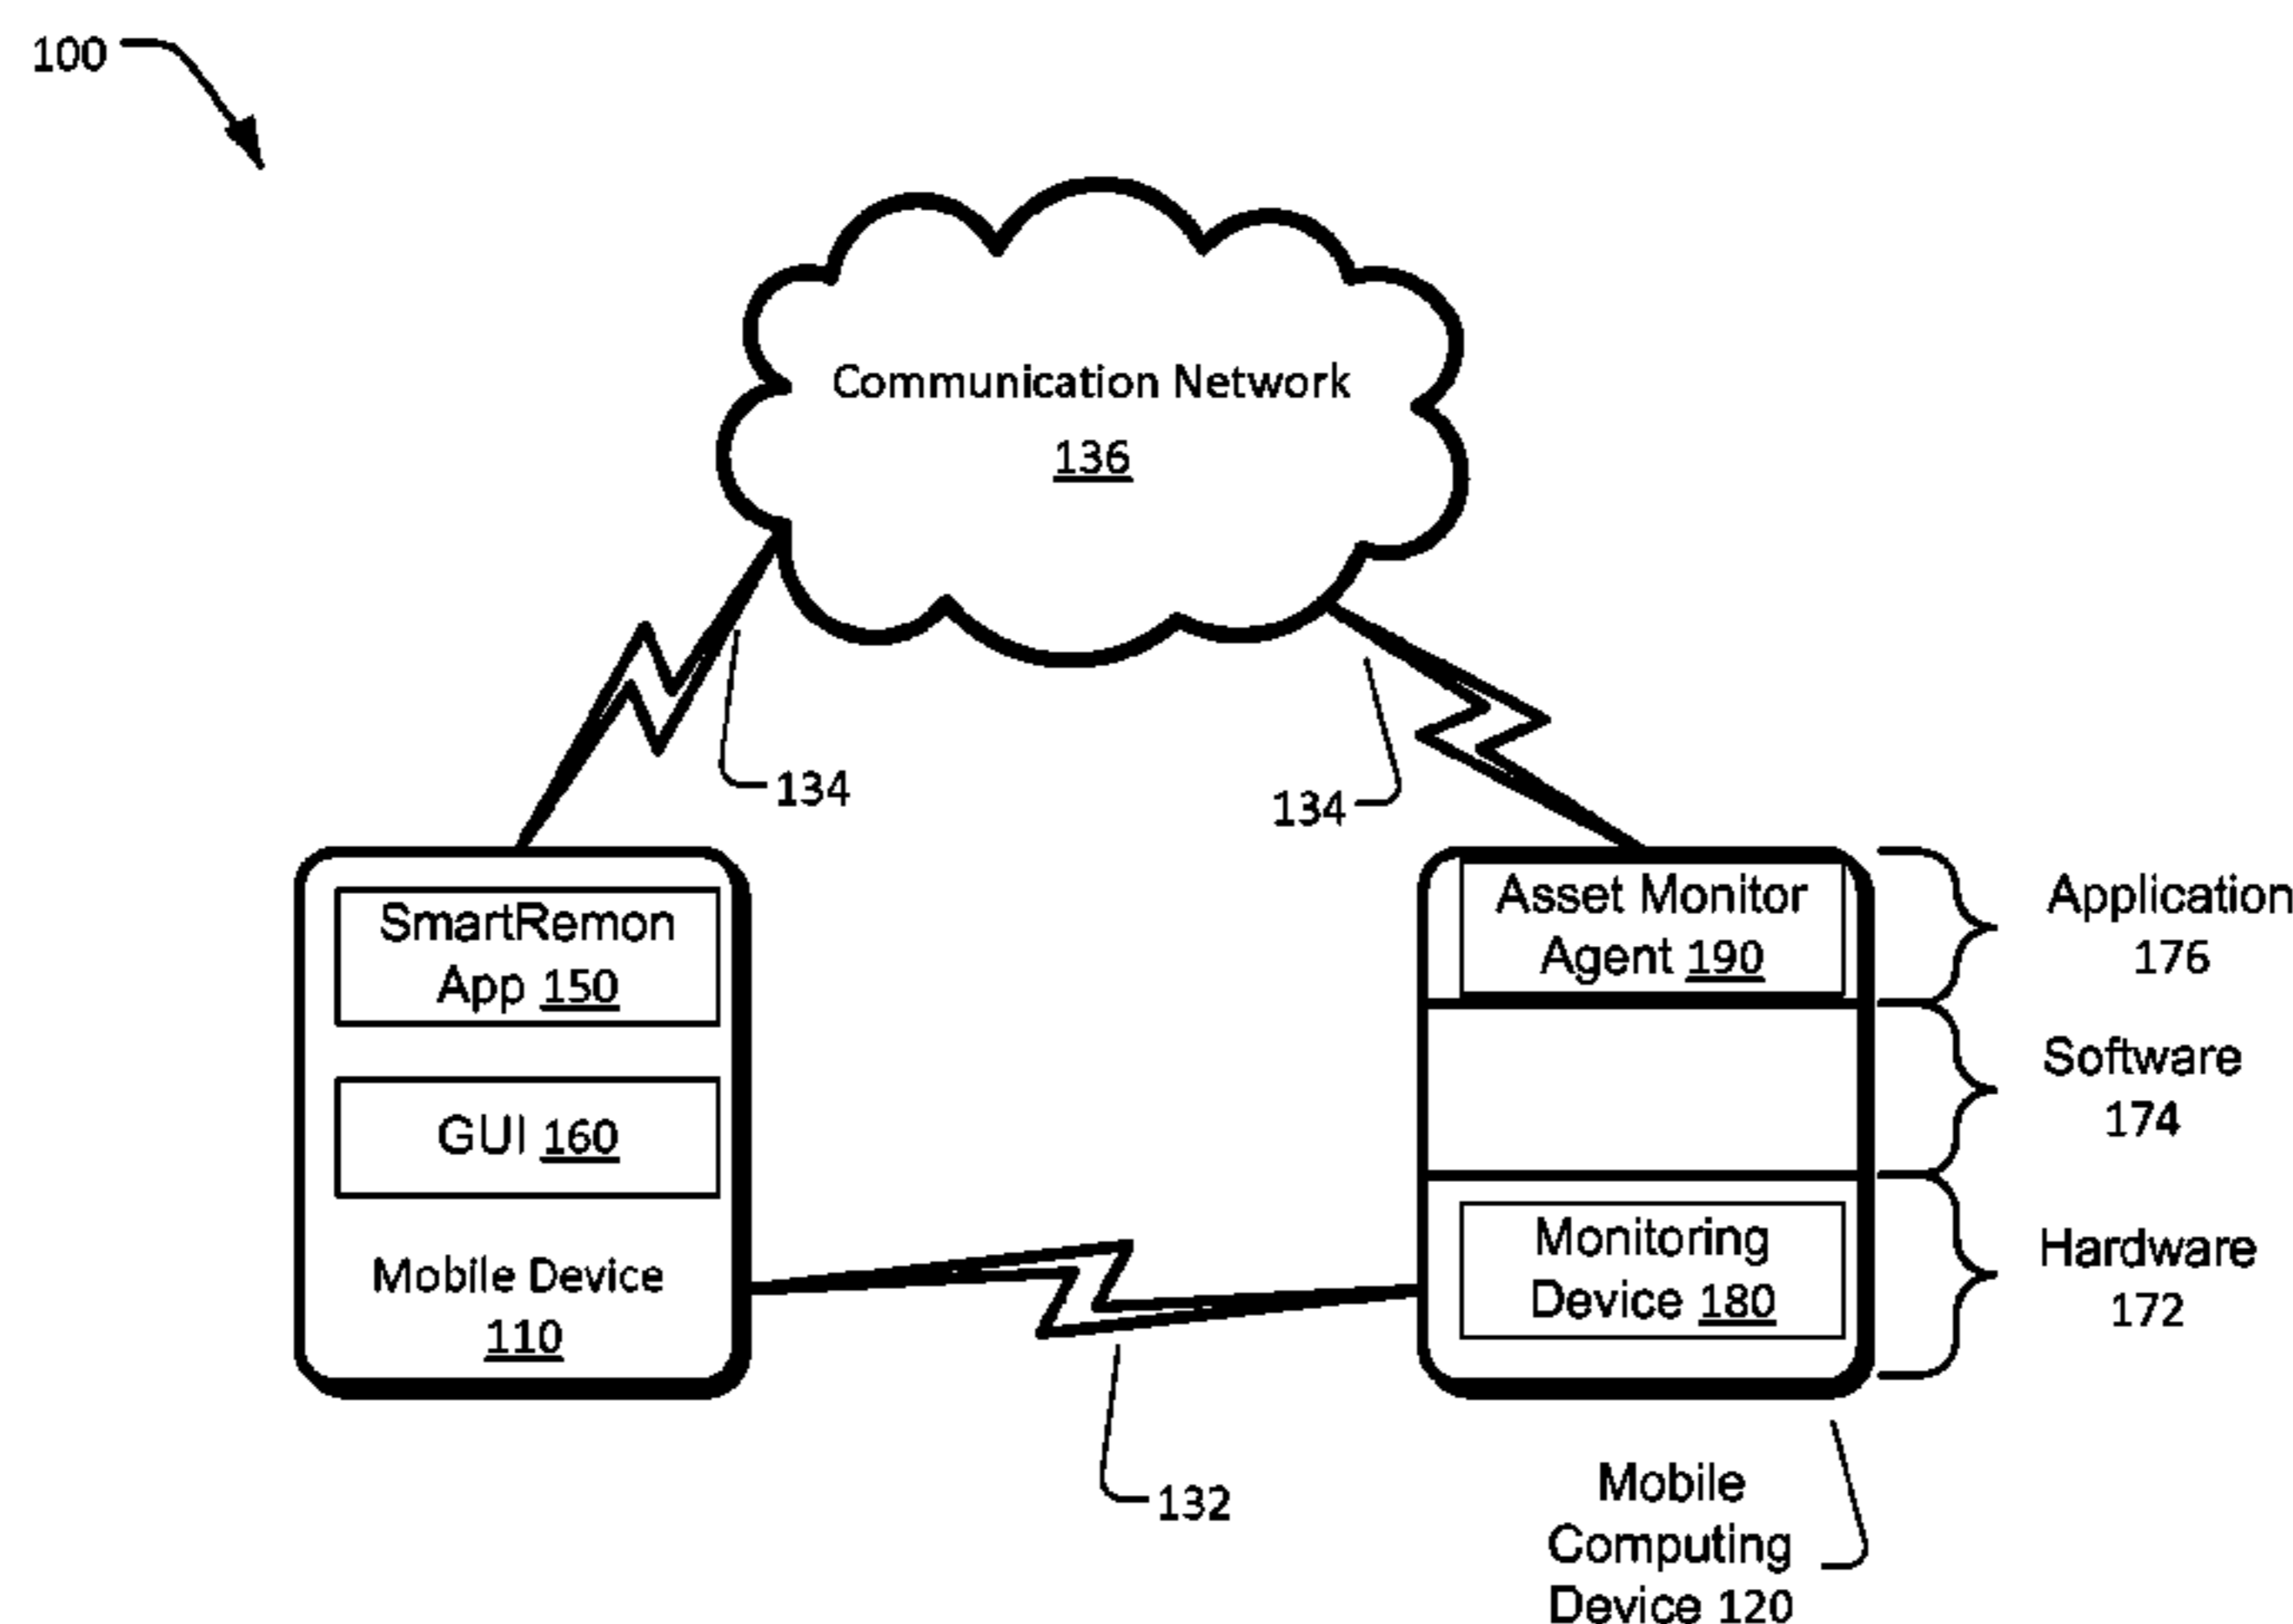 100
Communication Network
136
134
134
SmartRemon
App 150
GUI 160
Mobile Device
110
Asset Monitor
Agent 190
Monitoring
Device 180
Application
176
Software
174
Hardware
172
132
Mobile
Computing
Device 120